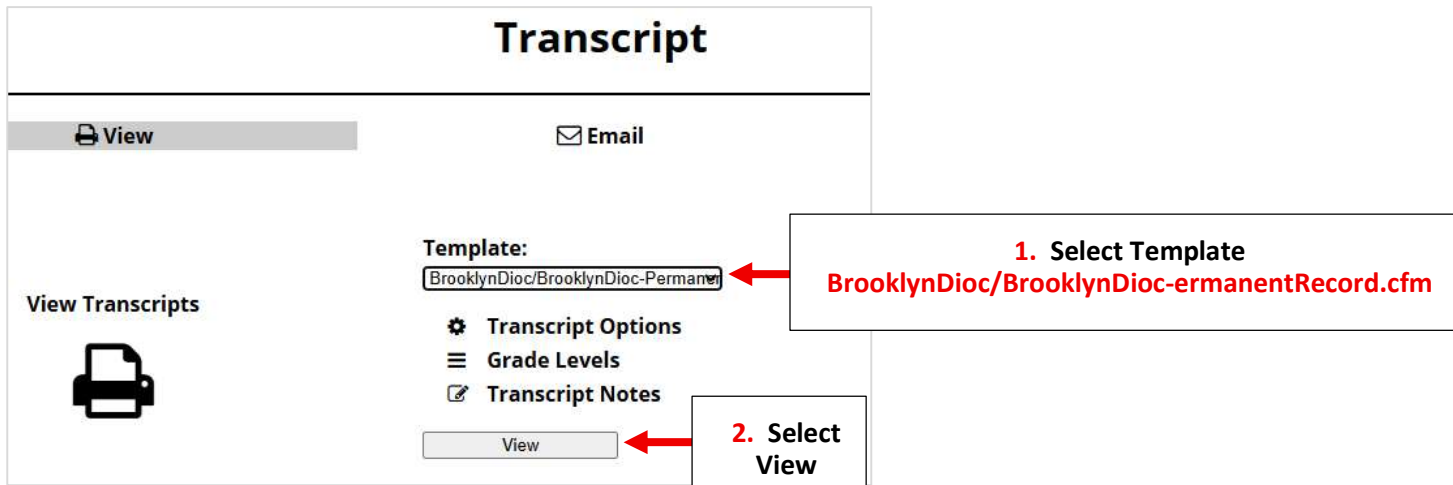 Transcript
View
Email
Template:
BrooklynDioc/BrooklynDioc-Permaner
View Transcripts
Transcript Options
Grade Levels
Transcript Notes
View
1. Select Template
BrooklynDioc/BrooklynDioc-ermanentRecord.cfm
2. Select
View